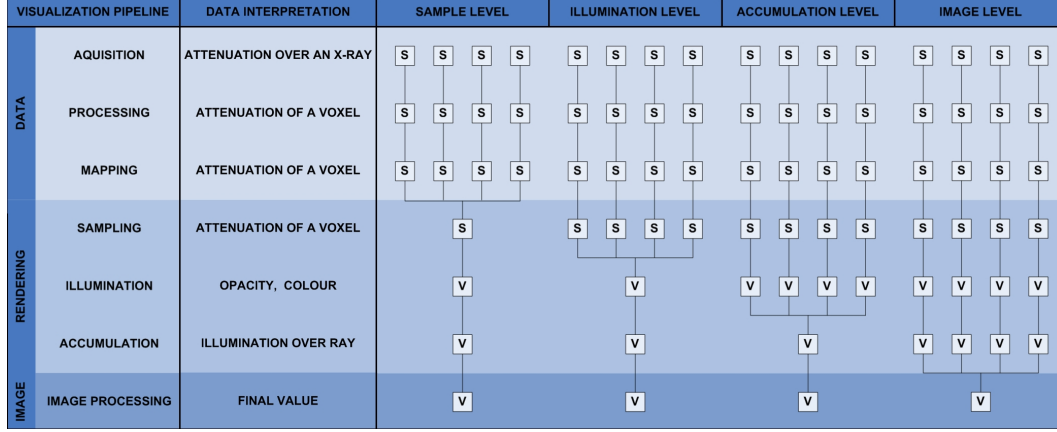 VISUALIZATION PIPELINE DATA INTERPRETATION SAMPLE LEVEL ILLUMINATION LEVEL ACCUMULATION LEVEL IMAGE LEVEL
DATA
AQUISITION ATTENUATION OVER AN X-RAY S S S S S S S S S S S S S S S S
PROCESSING ATTENUATION OF A VOXEL S S S S S S S S S S S S S S S S
MAPPING ATTENUATION OF A VOXEL S S S S S S S S S S S S S S S S
RENDERING
SAMPLING ATTENUATION OF A VOXEL S S S S S S S S S S S S S
ILLUMINATION OPACITY, COLOUR V V V V V V V V V V
ACCUMULATION ILLUMINATION OVER RAY V V V V V V V
IMAGE
IMAGE PROCESSING FINAL VALUE V V V V